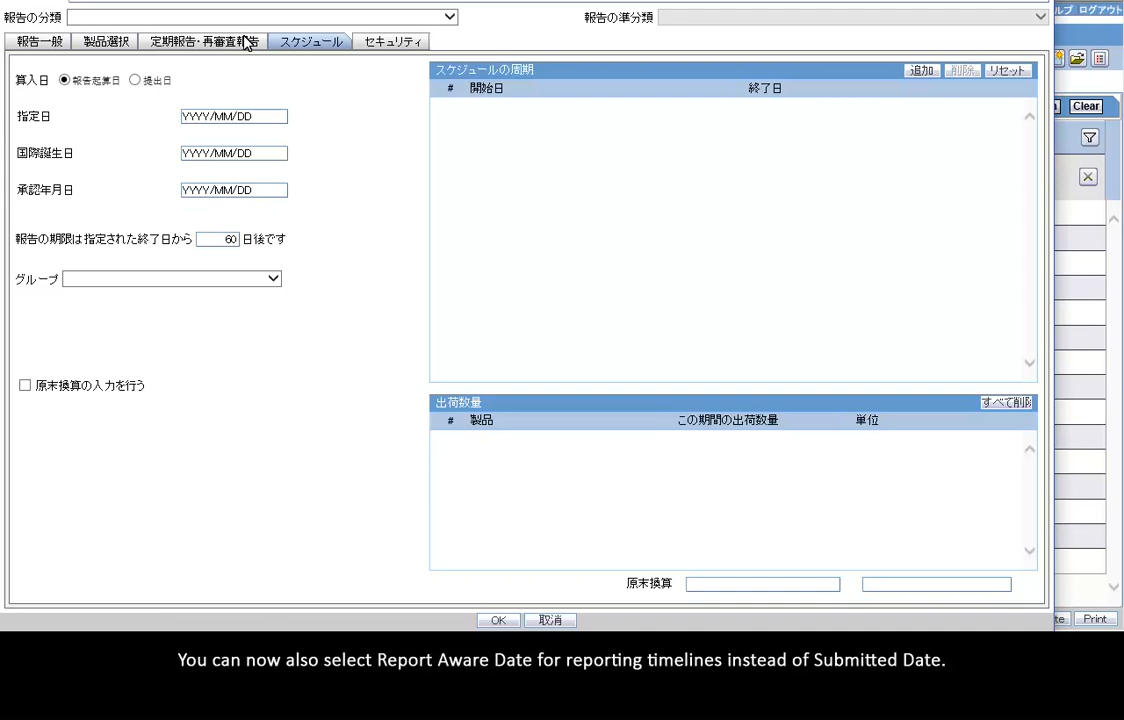 報告の分類
報告の準分類
ルプ ログアウト
報告一般 製品選択 定期報告・再審査報告 スケジュール セキュリティ
算入日 報告起算日 提出日
スケジュールの周期 追加 削除 リセット
# 開始日 終了日
Clear
指定日 YYYY/MM/DD
国際誕生日 YYYY/MM/DD
承認年月日 YYYY/MM/DD
報告の期限は指定された終了日から 60 日後です
グループ
原末換算の入力を行う
出荷数量 すべて削除
# 製品 この期間の出荷数量 単位
原末換算
OK 取消
te Print
You can now also select Report Aware Date for reporting timelines instead of Submitted Date.